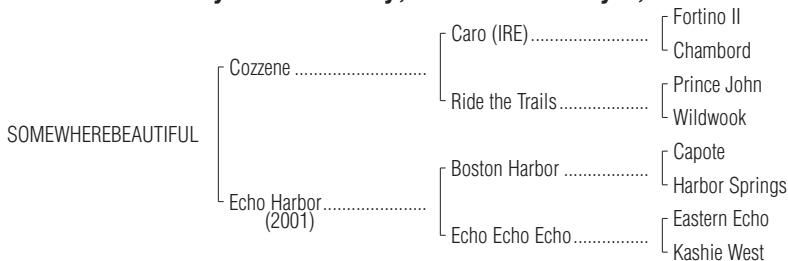 Fortino II
Caro (IRE)
Chambord
Cozzene
Prince John
Ride the Trails
Wildwook
SOMEWHEREBEAUTIFUL
Capote
Boston Harbor
Harbor Springs
Echo Harbor
(2001)
Eastern Echo
Echo Echo Echo
Kashie West